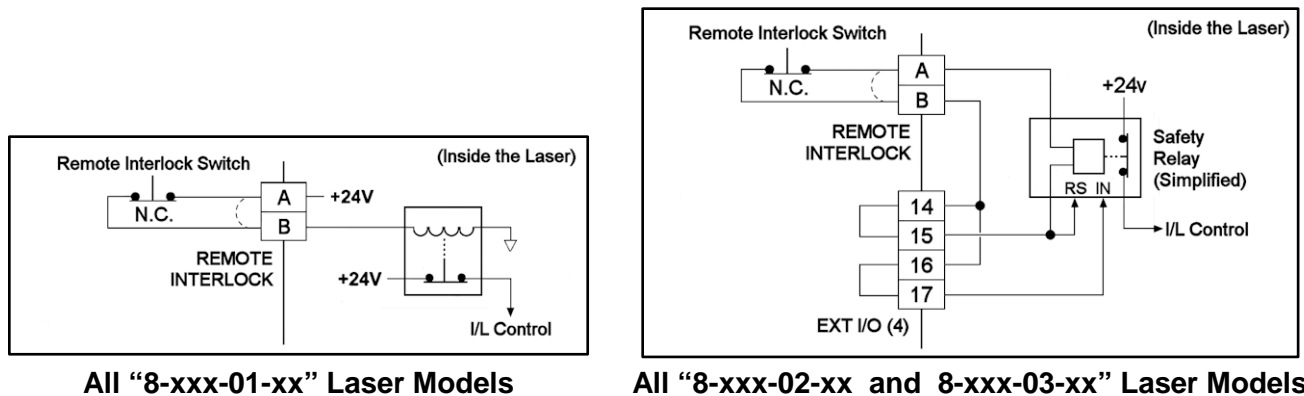 (Inside the Laser)
Remote Interlock Switch
N.C.
A
B
+24V
REMOTE
INTERLOCK
+24V
I/L Control
All “8-xxx-01-xx” Laser Models
(Inside the Laser)
Remote Interlock Switch
N.C.
A
B
REMOTE
INTERLOCK
+24v
Safety
Relay
(Simplified)
RS IN
14
15
16
17
I/L Control
EXT I/O (4)
All “8-xxx-02-xx and 8-xxx-03-xx” Laser Models